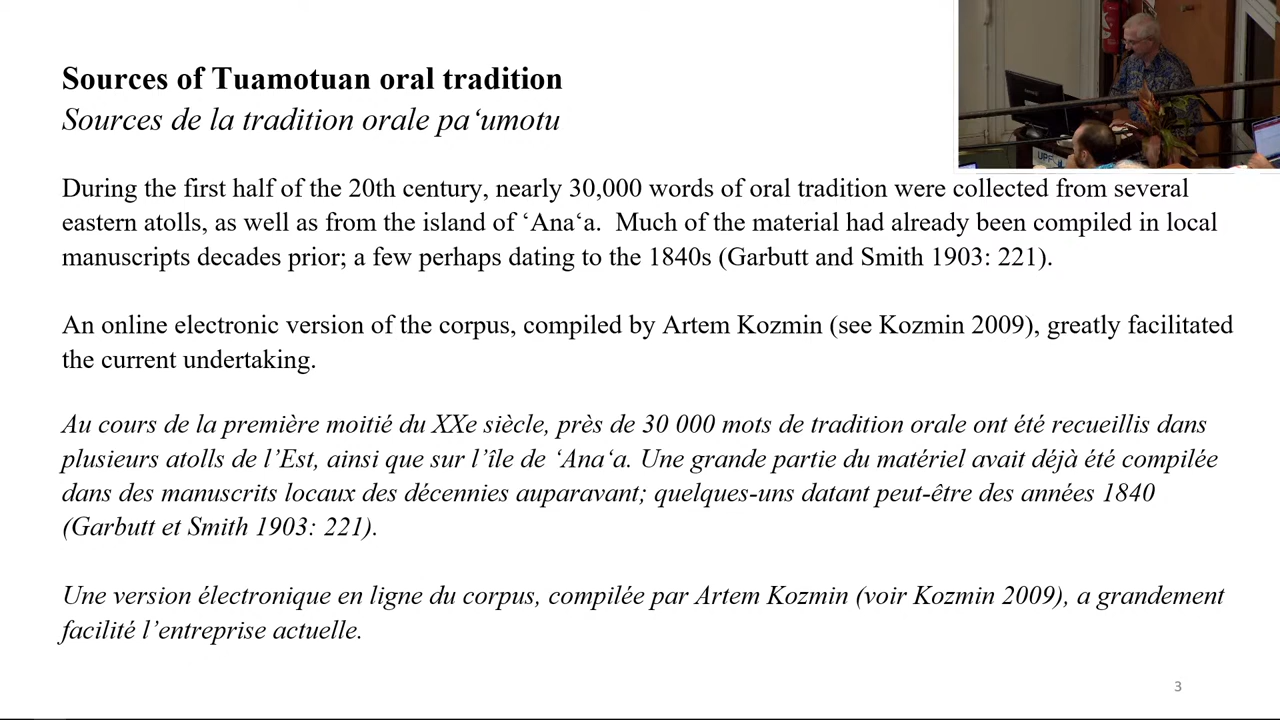 Sources of Tuamotuan oral tradition
Sources de la tradition orale paʻumotu
During the first half of the 20th century, nearly 30,000 words of oral tradition were collected from several
eastern atolls, as well as from the island of ʻAnaʻa.  Much of the material had already been compiled in local
manuscripts decades prior; a few perhaps dating to the 1840s (Garbutt and Smith 1903: 221).
An online electronic version of the corpus, compiled by Artem Kozmin (see Kozmin 2009), greatly facilitated
the current undertaking.
Au cours de la première moitié du XXe siècle, près de 30 000 mots de tradition orale ont été recueillis dans
plusieurs atolls de l’Est, ainsi que sur l’île de ʻAnaʻa. Une grande partie du matériel avait déjà été compilée
dans des manuscrits locaux des décennies auparavant; quelques-uns datant peut-être des années 1840
(Garbutt et Smith 1903: 221).
Une version électronique en ligne du corpus, compilée par Artem Kozmin (voir Kozmin 2009), a grandement
facilité l’entreprise actuelle.
3